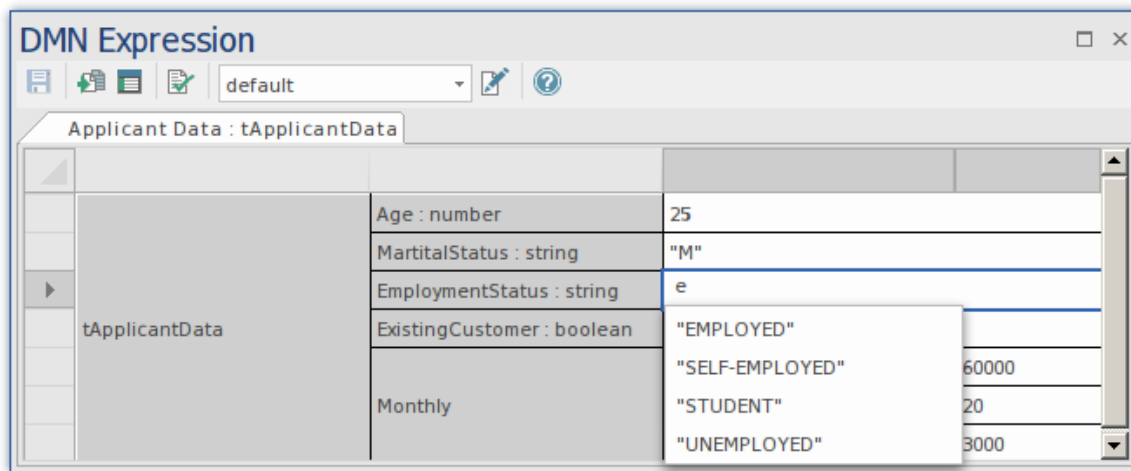 DMN Expression
default
Applicant Data : tApplicantData
Age : number 25
MartitalStatus : string "M"
EmploymentStatus : string e
tApplicantData ExistingCustomer : boolean "EMPLOYED"
"SELF-EMPLOYED" 60000
Monthly "STUDENT" 20
"UNEMPLOYED" 3000